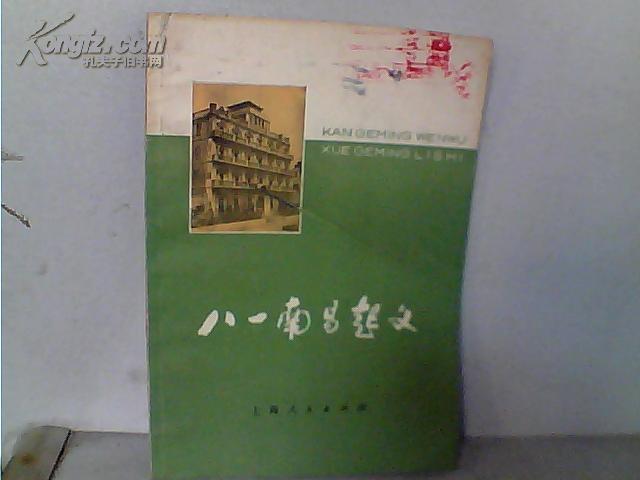 Kongfz.com
孔夫子旧书网
KAN GEMING WENWU
XUE GEMING LISHI
八一南昌起义
上海人民出版社